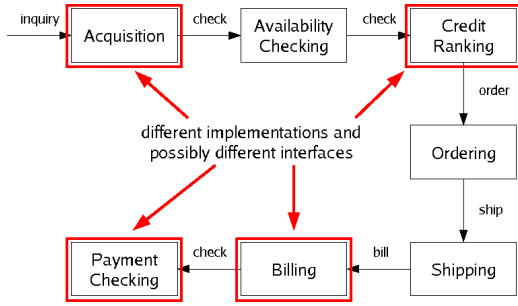 inquiry
Acquisition
check
Availability
Checking
check
Credit
Ranking
order
different implementations and
possibly different interfaces
Ordering
ship
Payment
Checking
check
Billing
bill
Shipping